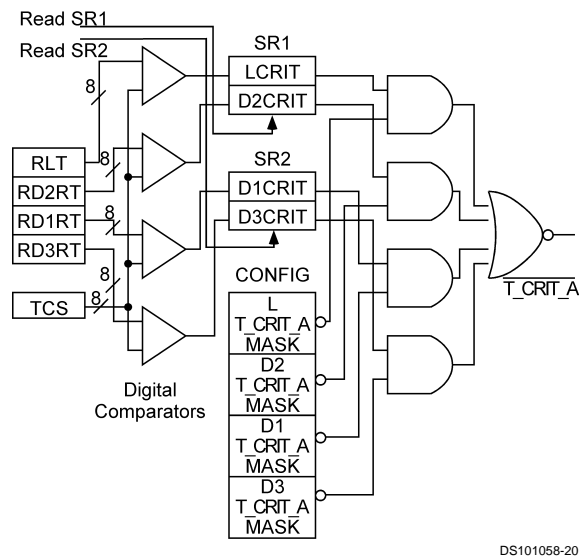 Read SR1
Read SR2
SR1
LCRIT
D2CRIT
8
8
RLT
RD2RT
RD1RT
RD3RT
8
8
8
TCS
SR2
D1CRIT
D3CRIT
CONFIG
L
T_CRIT_A
MASK
D2
T_CRIT_A
MASK
D1
T_CRIT_A
MASK
D3
T_CRIT_A
MASK
Digital
Comparators
T_CRIT_A
DS101058-20